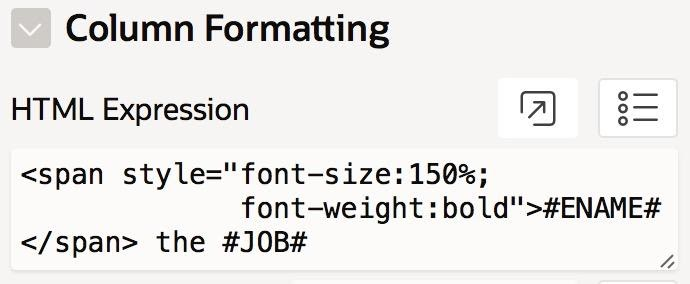 Column Formatting
HTML Expression
<span style="font-size:150%;
font-weight:bold">#ENAME#
</span> the #JOB#